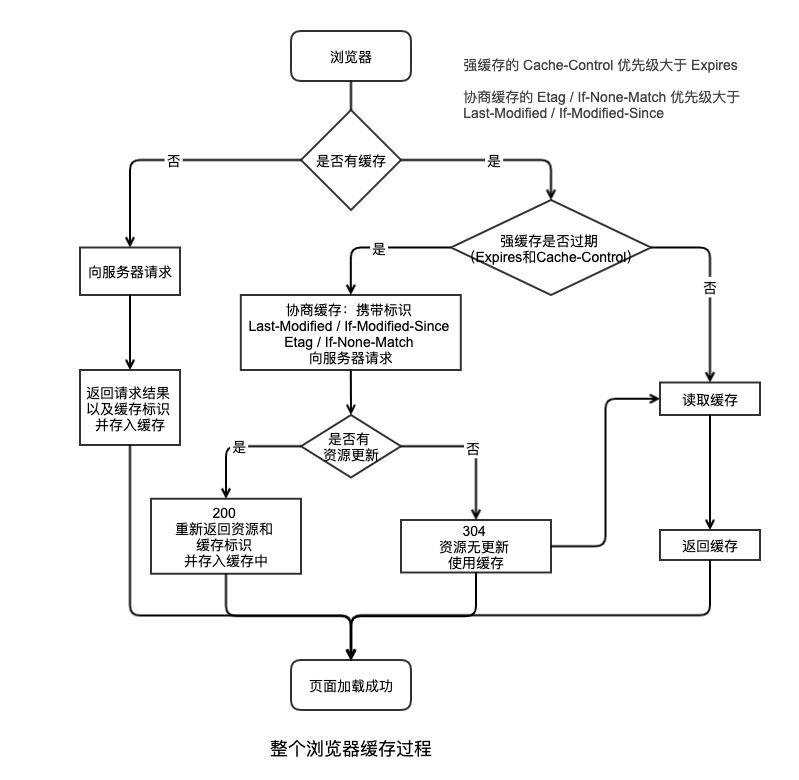 浏览器
强缓存的 Cache-Control 优先级大于 Expires
协商缓存的 Etag / If-None-Match 优先级大于
Last-Modified / If-Modified-Since
是否有缓存
否
是
强缓存是否过期
（Expires和Cache-Control）
是
否
向服务器请求
协商缓存：携带标识
Last-Modified / If-Modified-Since
Etag / If-None-Match
向服务器请求
返回请求结果
以及缓存标识
并存入缓存
读取缓存
是否有
资源更新
是
否
200
重新返回资源和
缓存标识
并存入缓存中
304
资源无更新
使用缓存
返回缓存
页面加载成功
整个浏览器缓存过程